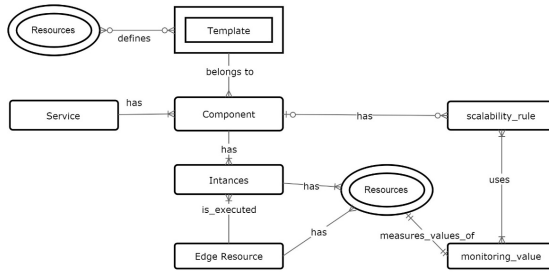 Resources
Template
defines
belongs to
Service
has
Component
has
scalability_rule
has
Intances
has
Resources
uses
is_executed
has
measures_values_of
Edge Resource
monitoring_value